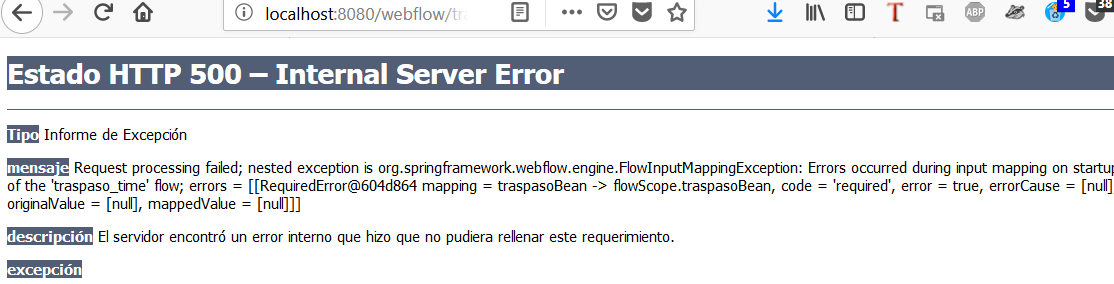 localhost:8080/webflow/tra
ABP
5
38
Estado HTTP 500 – Internal Server Error
Tipo Informe de Excepción
mensaje Request processing failed; nested exception is org.springframework.webflow.engine.FlowInputMappingException: Errors occurred during input mapping on startup
of the 'traspaso_time' flow; errors = [[RequiredError@604d864 mapping = traspasoBean -> flowScope.traspasoBean, code = 'required', error = true, errorCause = [null]
originalValue = [null], mappedValue = [null]]]
descripción El servidor encontró un error interno que hizo que no pudiera rellenar este requerimiento.
excepción